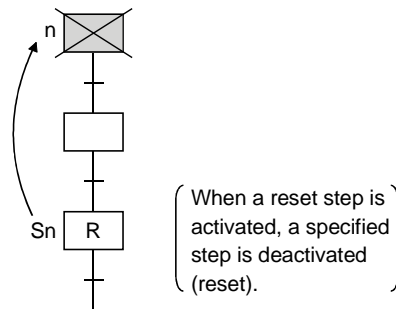 n
Sn
R
When a reset step is
activated, a specified
step is deactivated
(reset).